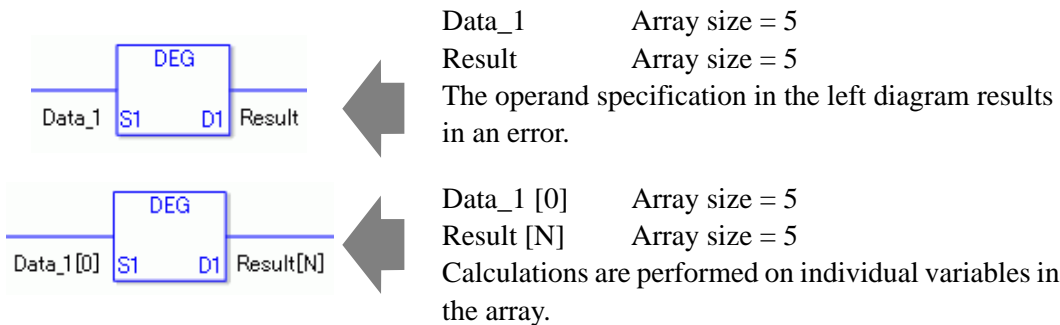 Data_1 Array size = 5
Result Array size = 5
The operand specification in the left diagram results
in an error.
DEG
Data_1 S1 D1 Result
Data_1 [0] Array size = 5
Result [N] Array size = 5
Calculations are performed on individual variables in
the array.
DEG
Data_1[0] S1 D1 Result[N]